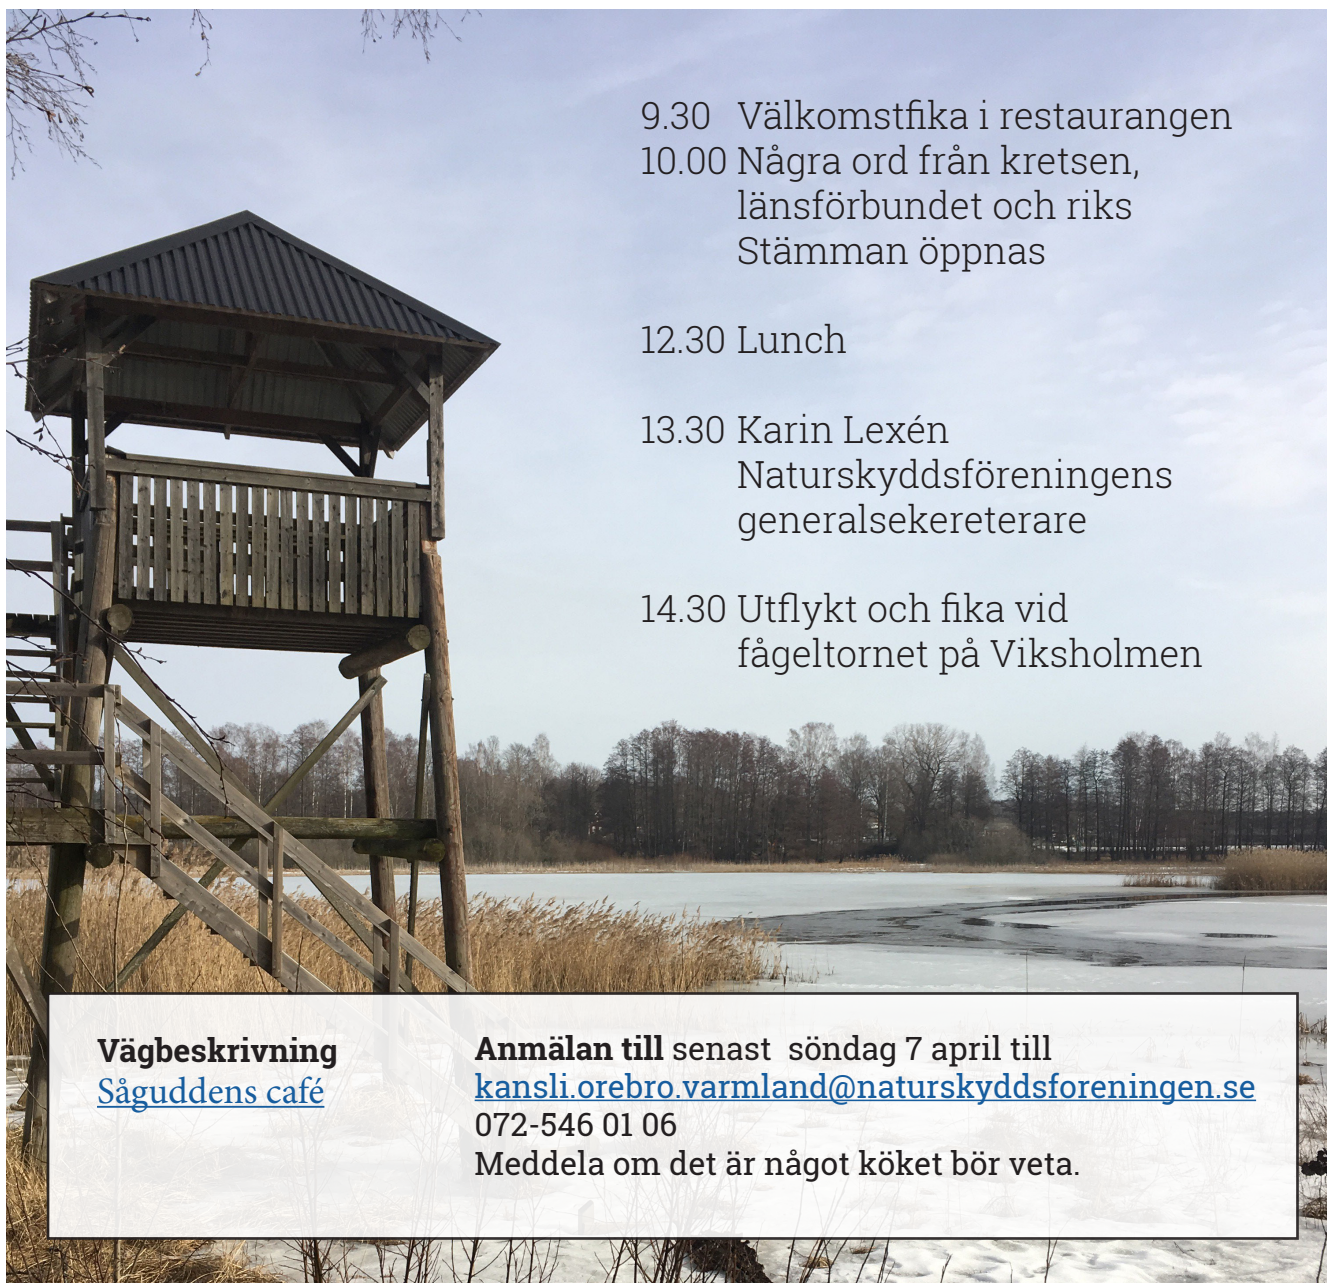 9.30 Välkomstfika i restaurangen
10.00 Några ord från kretsen,
länsförbundet och riks
Stämman öppnas
12.30 Lunch
13.30 Karin Lexén
Naturskyddsföreningens
generalsekereterare
14.30 Utflykt och fika vid
fågeltornet på Viksholmen
Vägbeskrivning
Såguddens café
Anmälan till senast söndag 7 april till
kansli.orebro.varmland@naturskyddsforeningen.se
072-546 01 06
Meddela om det är något köket bör veta.